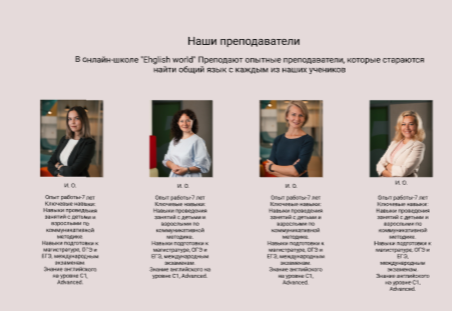 Наши преподаватели
В онлайн-школе "Ehglish world" Преподают опытные преподаватели, которые стараются
найти общий язык с каждым из наших учеников
И. О.
Опыт работы-7 лет
Ключевые навыки:
Навыки проведения
занятий с детьми и
взрослыми по
коммуникативной
методике.
Навыки подготовки к
магистратуре, ОГЭ и
ЕГЭ, международным
экзаменам.
Знание английского
на уровне C1,
Advanced.
И. О.
Опыт работы-7 лет
Ключевые навыки:
Навыки проведения
занятий с детьми и
взрослыми по
коммуникативной
методике.
Навыки подготовки к
магистратуре, ОГЭ и
ЕГЭ, международным
экзаменам.
Знание английского на
уровне C1, Advanced.
И. О.
Опыт работы-7 лет
Ключевые навыки:
Навыки проведения
занятий с детьми и
взрослыми по
коммуникативной
методике.
Навыки подготовки к
магистратуре, ОГЭ и
ЕГЭ, международным
экзаменам.
Знание английского на
уровне C1, Advanced.
И. О.
Опыт работы-7 лет
Ключевые навыки:
Навыки проведения
занятий с детьми и
взрослыми по
коммуникативной
методике.
Навыки подготовки к
магистратуре, ОГЭ и
ЕГЭ,
международным
экзаменам.
Знание английского
на уровне C1,
Advanced.